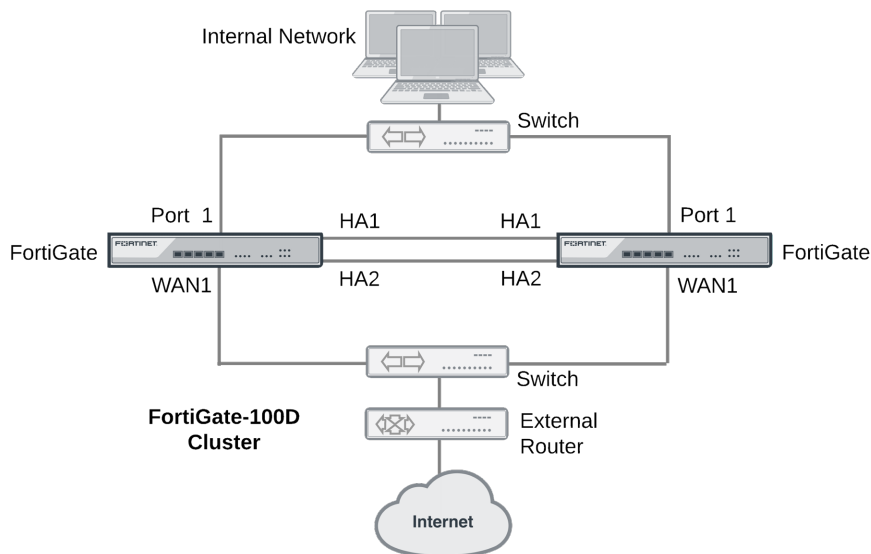 Internal Network
Switch
Port 1
HA1
HA1
Port 1
FortiGate
FORTINET
FORTINET
FortiGate
WAN1
HA2
HA2
WAN1
Switch
FortiGate-100D
Cluster
External
Router
Internet